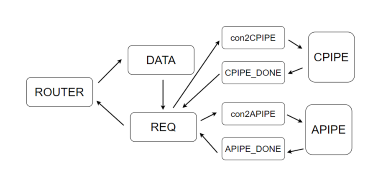 con2CPIPE
DATA
CPIPE
CPIPE_DONE
ROUTER
con2APIPE
REQ
APIPE
APIPE_DONE